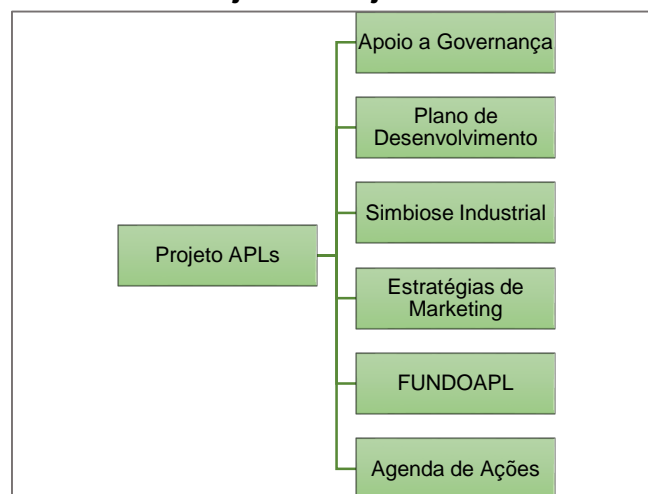 Apoio a Governança
Plano de
Desenvolvimento
Simbiose Industrial
Projeto APLs
Estratégias de
Marketing
FUNDOAPL
Agenda de Ações